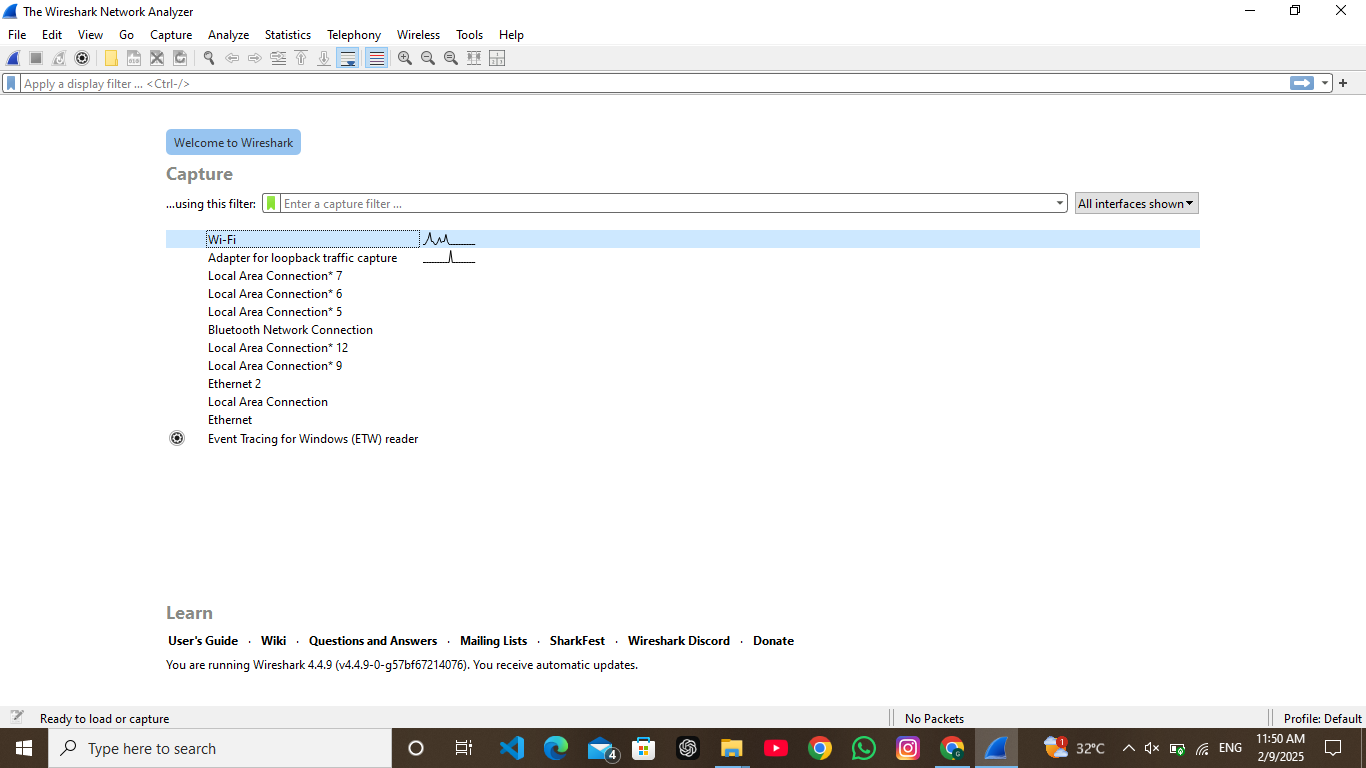 The Wireshark Network Analyzer
File Edit View Go Capture Analyze Statistics Telephony Wireless Tools Help
Apply a display filter ... <Ctrl-/>
Welcome to Wireshark
Capture
...using this filter: Enter a capture filter ... All interfaces shown
Wi-Fi
Adapter for loopback traffic capture
Local Area Connection* 7
Local Area Connection* 6
Local Area Connection* 5
Bluetooth Network Connection
Local Area Connection* 12
Local Area Connection* 9
Ethernet 2
Local Area Connection
Ethernet
Event Tracing for Windows (ETW) reader
Learn
User's Guide · Wiki · Questions and Answers · Mailing Lists · SharkFest · Wireshark Discord · Donate
You are running Wireshark 4.4.9 (v4.4.9-0-g57bf67214076). You receive automatic updates.
Ready to load or capture No Packets Profile: Default
Type here to search 4 G 1 32°C ENG 11:50 AM
2/9/2025